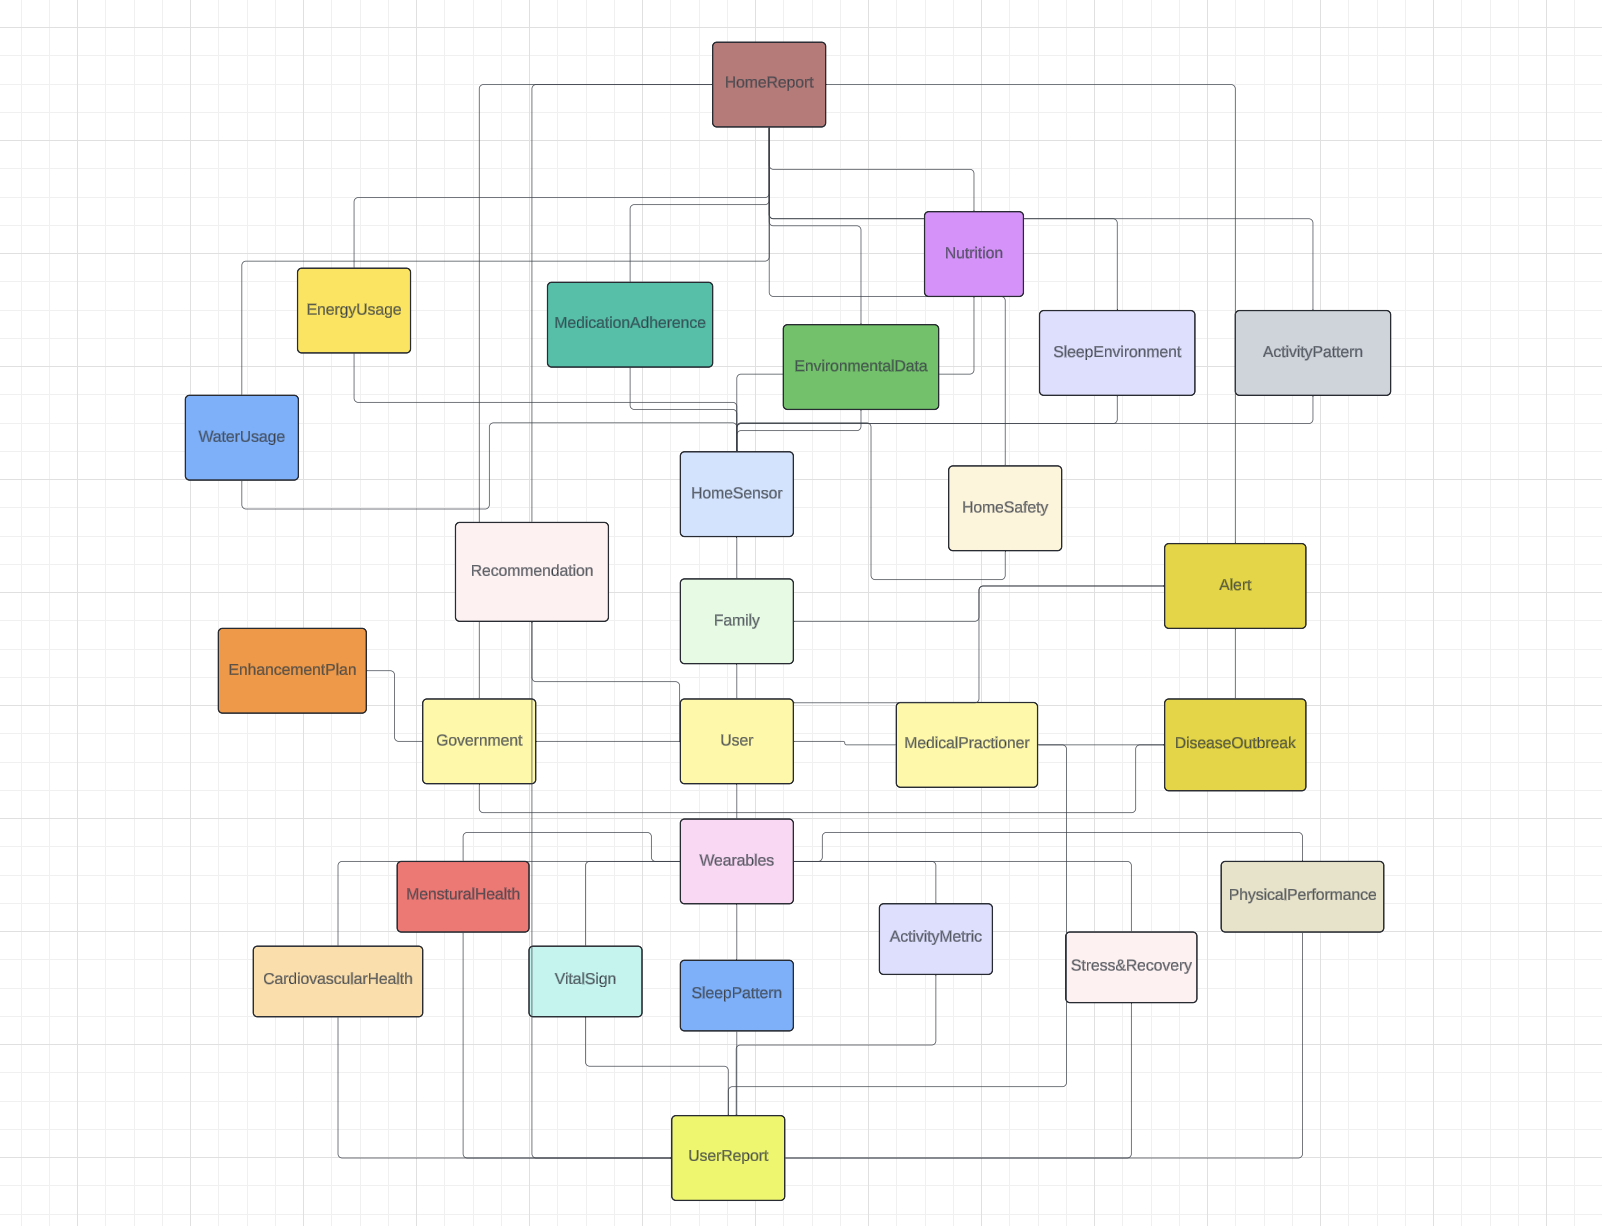 HomeReport
Nutrition
EnergyUsage
MedicationAdherence
SleepEnvironment
ActivityPattern
EnvironmentalData
WaterUsage
HomeSensor
HomeSafety
Recommendation
Alert
Family
EnhancementPlan
Government
User
MedicalPractioner
DiseaseOutbreak
Wearables
MensturalHealth
PhysicalPerformance
ActivityMetric
Stress&Recovery
CardiovascularHealth
VitalSign
SleepPattern
UserReport